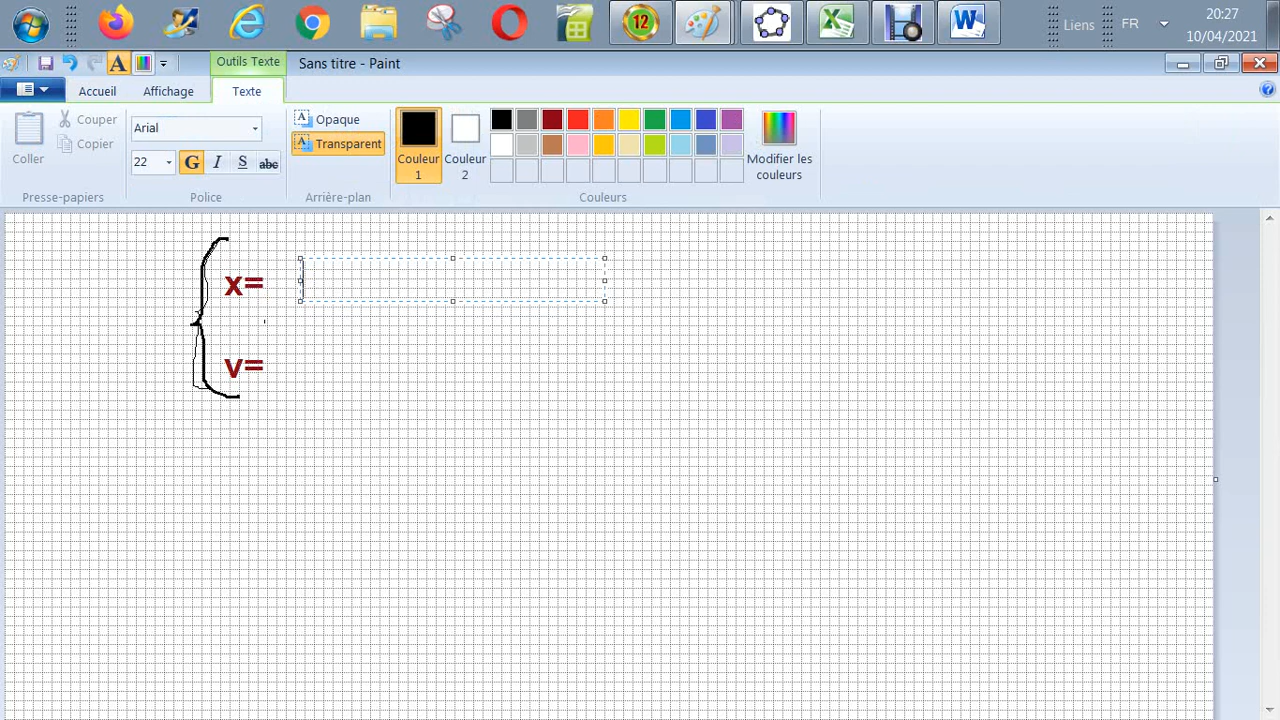 12
Liens
FR
20:27
10/04/2021
A
Outils Texte
Sans titre - Paint
Accueil
Affichage
Texte
Coller
Couper
Copier
Presse-papiers
Arial
22
G
I
S
abc
Police
Opaque
Transparent
Arrière-plan
Couleur
1
Couleur
2
Modifier les
couleurs
Couleurs
x=
v=